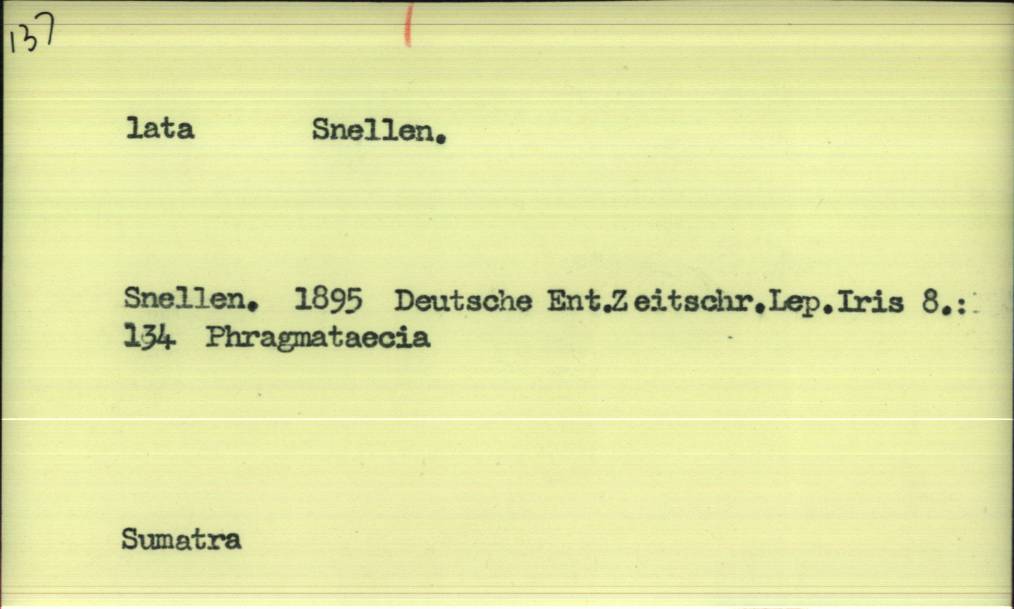 137
lata Snellen.
Snellen. 1895 Deutsche Ent.Zeitschr.Lep.Iris 8.:
134 Phragmataecia
Sumatra